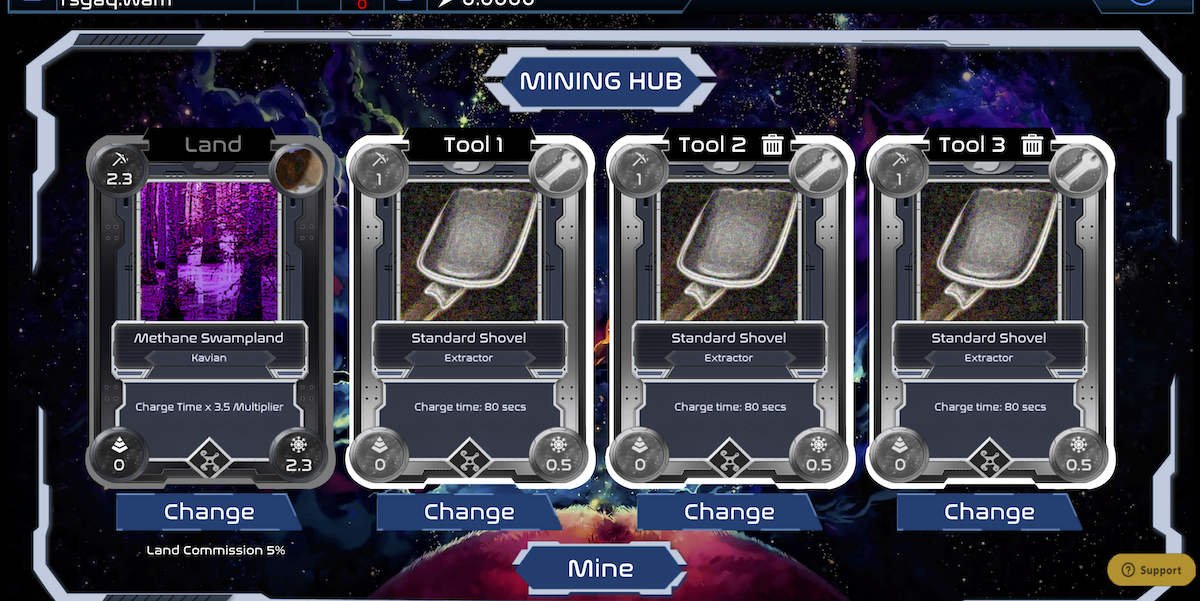 MINING HUB
Land
Tool 1
Tool 2
Tool 3
2.3
1
1
1
Methane Swampland
Kavian
Standard Shovel
Extractor
Standard Shovel
Extractor
Standard Shovel
Extractor
Charge Time x 3.5 Multiplier
Charge time: 80 secs
Charge time: 80 secs
Charge time: 80 secs
0
2.3
0
0.5
0
0.5
0
0.5
Change
Change
Change
Change
Land Commission 5%
Mine
Support